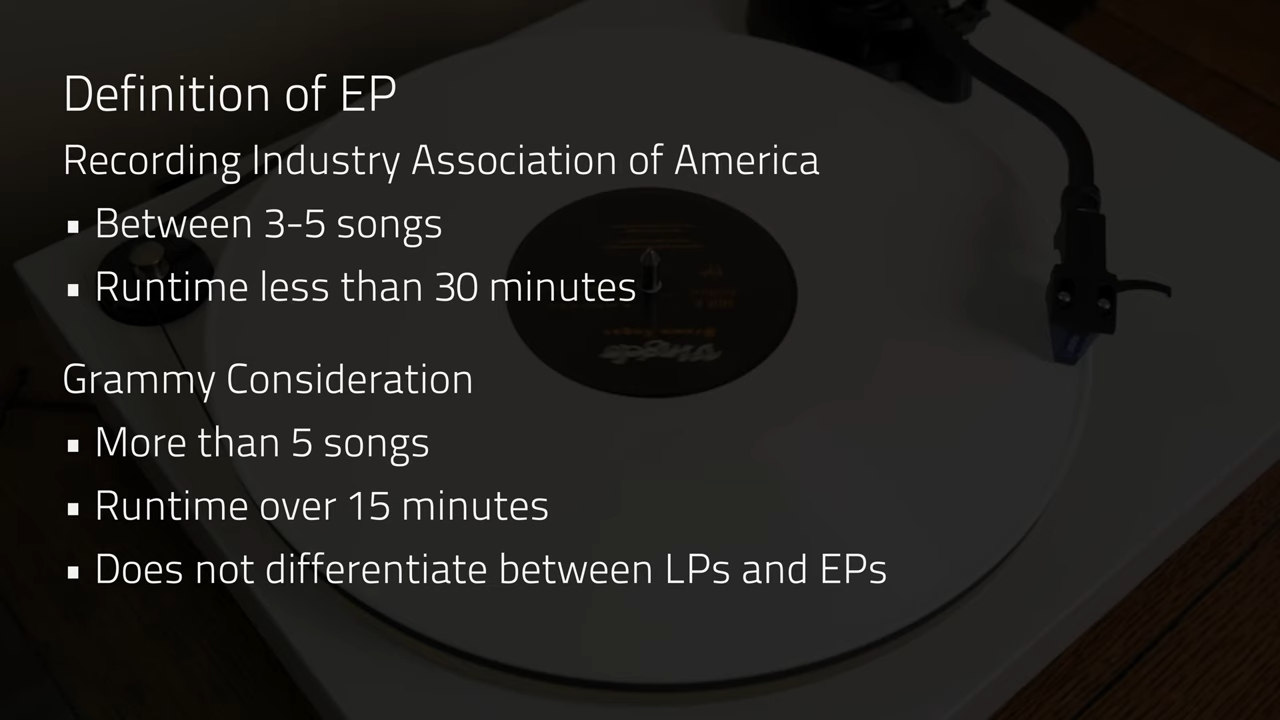 Definition of EP
Recording Industry Association of America
▪ Between 3-5 songs
▪ Runtime less than 30 minutes
Grammy Consideration
▪ More than 5 songs
▪ Runtime over 15 minutes
▪ Does not differentiate between LPs and EPs